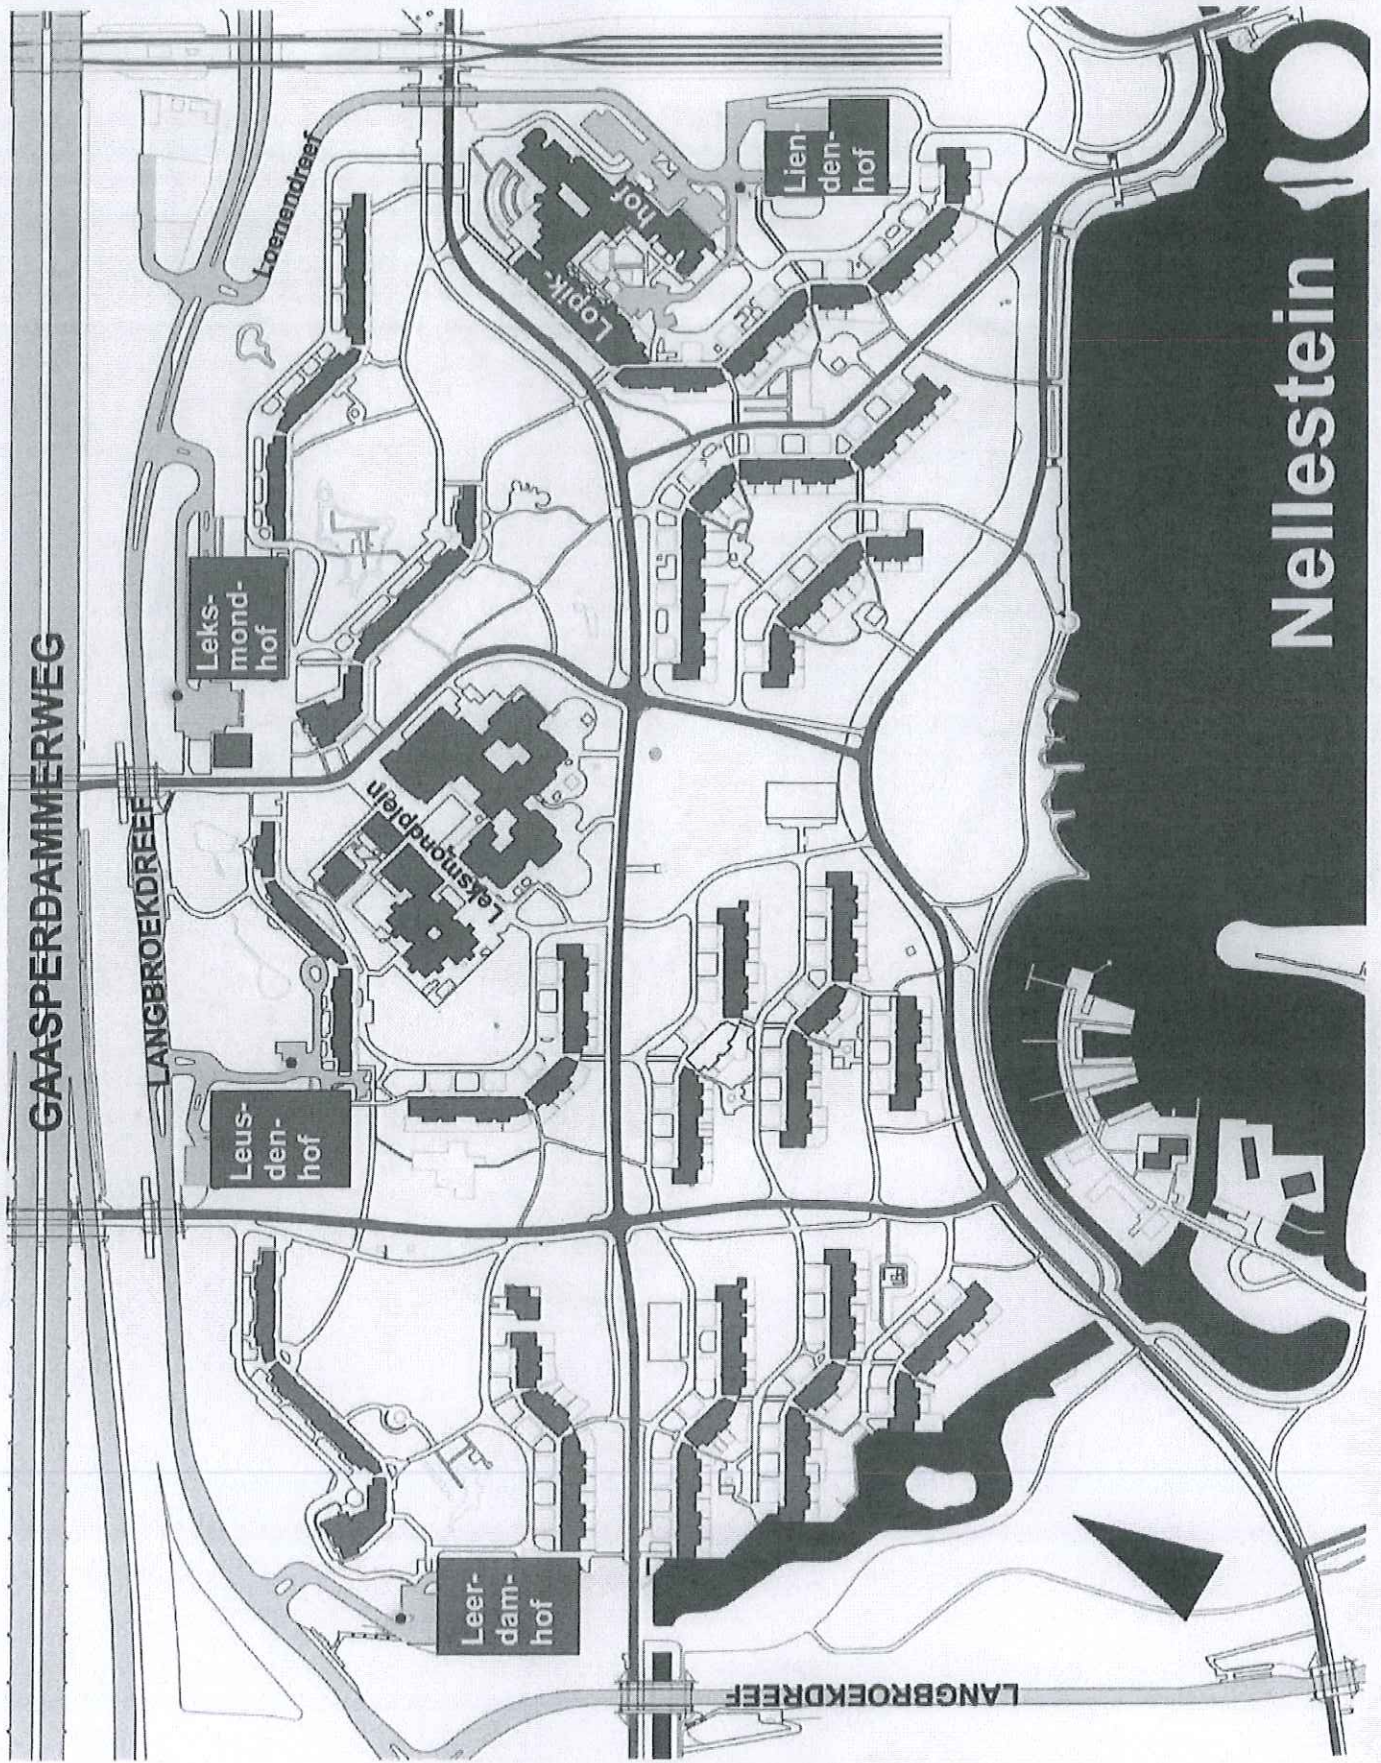 GAASPERDAMMERWEG
LANGBROEKDREEF
Loenendreef
Leus-
den-
hof
Leks-
mond-
hof
Leksmondplein
Leer-
dam-
hof
Lopik-
hof
Lien-
den-
hof
LANGBROEKDREEF
Nellestein